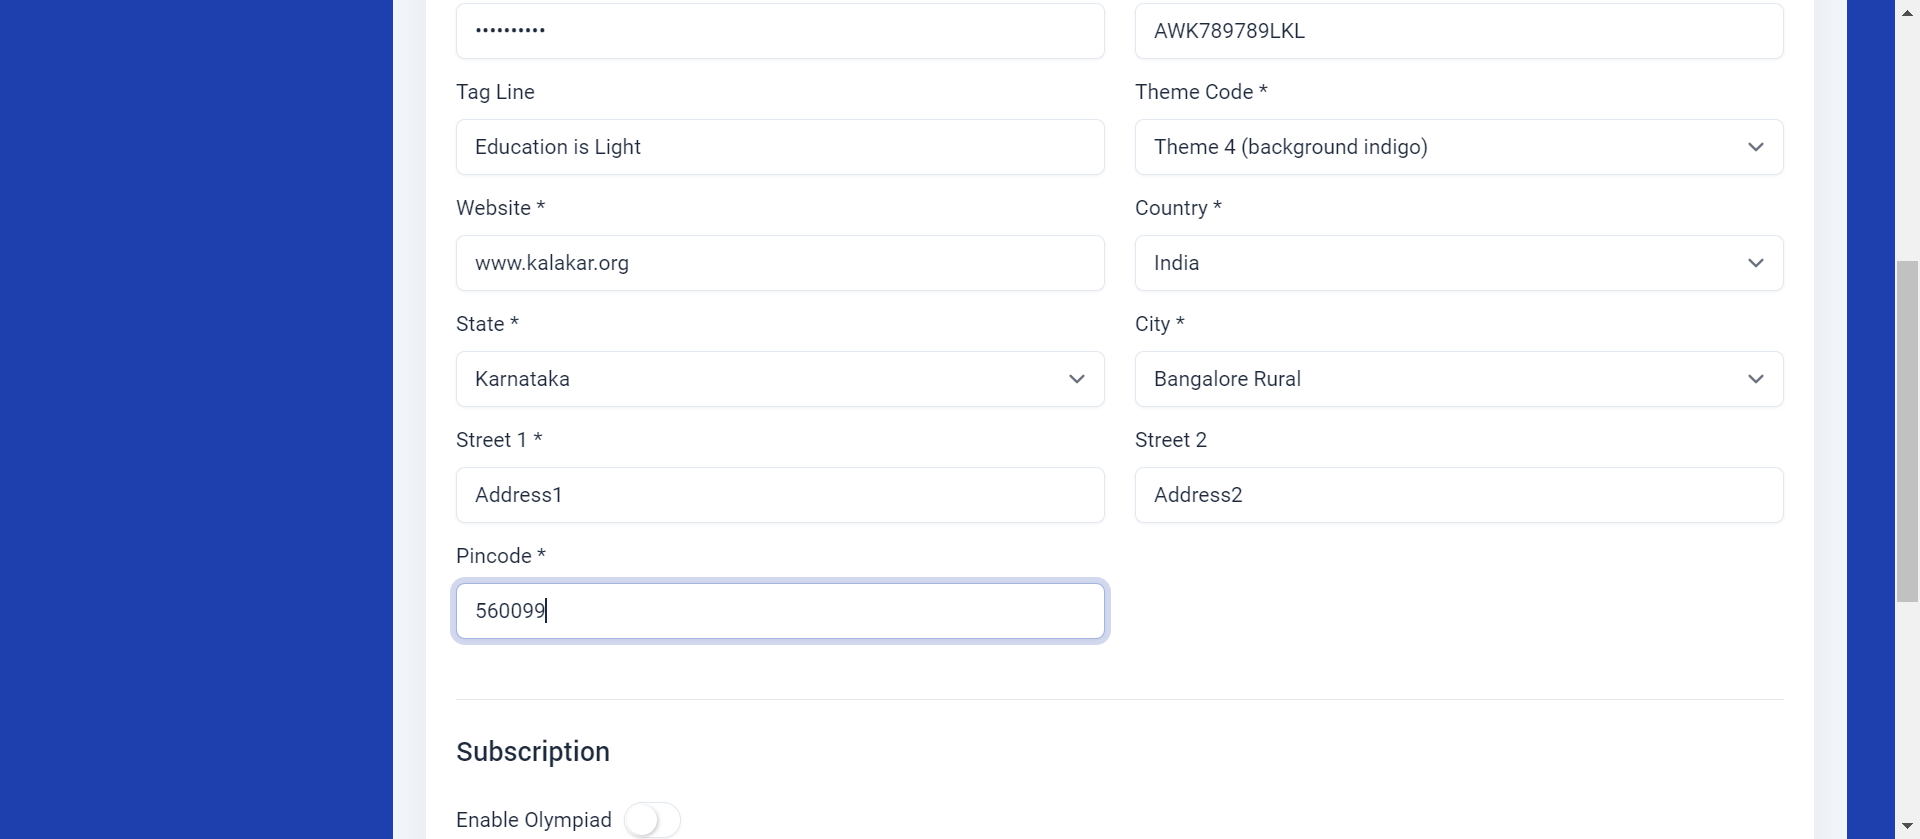 •••••••••• AWK789789LKL
Tag Line Theme Code *
Education is Light Theme 4 (background indigo)
Website * Country *
www.kalakar.org India
State * City *
Karnataka Bangalore Rural
Street 1 * Street 2
Address1 Address2
Pincode *
560099
Subscription
Enable Olympiad